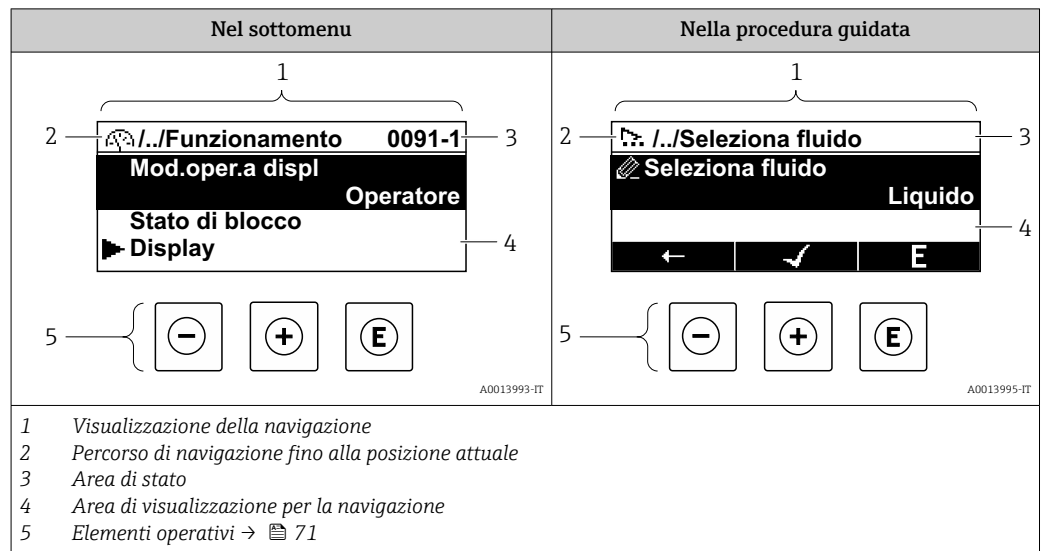 Nel sottomenu
Nella procedura guidata
1
2
/../Funzionamento 0091-1
3
Mod.oper.a displ
Operatore
Stato di blocco
Display
4
5
- + E
A0013993-IT
1
2
/../Seleziona fluido
3
Seleziona fluido
Liquido
4
← ✓ E
5
- + E
A0013995-IT
1 Visualizzazione della navigazione
2 Percorso di navigazione fino alla posizione attuale
3 Area di stato
4 Area di visualizzazione per la navigazione
5 Elementi operativi → 71